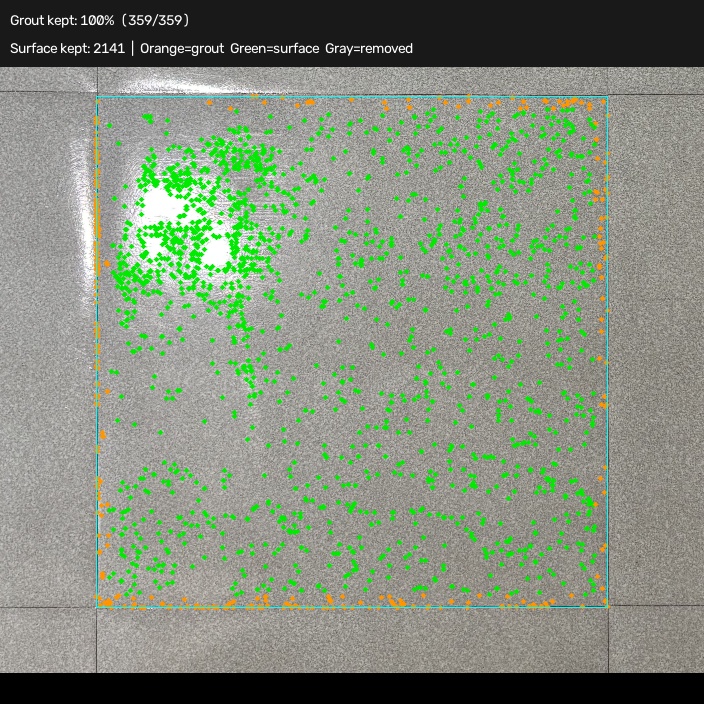 Grout kept: 100% (359/359)
Surface kept: 2141 | Orange=grout Green=surface Gray=removed